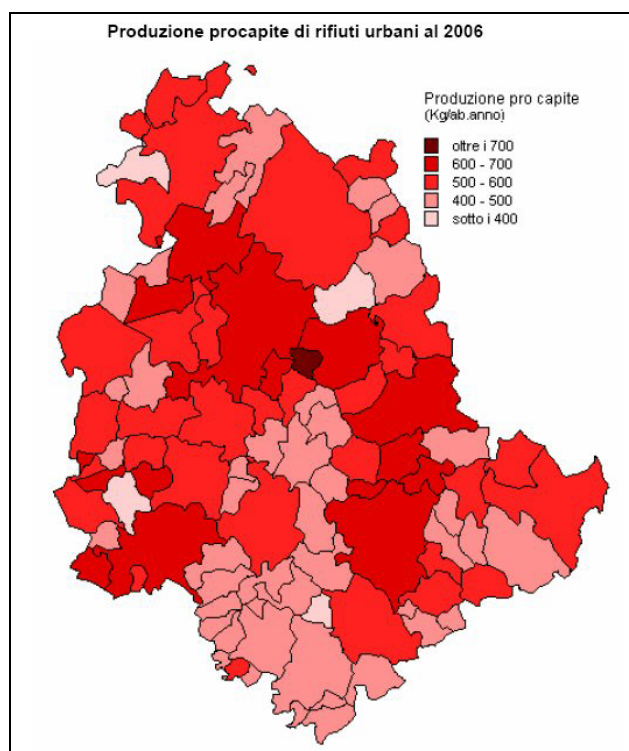 Produzione procapite di rifiuti urbani al 2006
Produzione pro capite
(Kg/ab.anno)
oltre i 700
600 - 700
500 - 600
400 - 500
sotto i 400